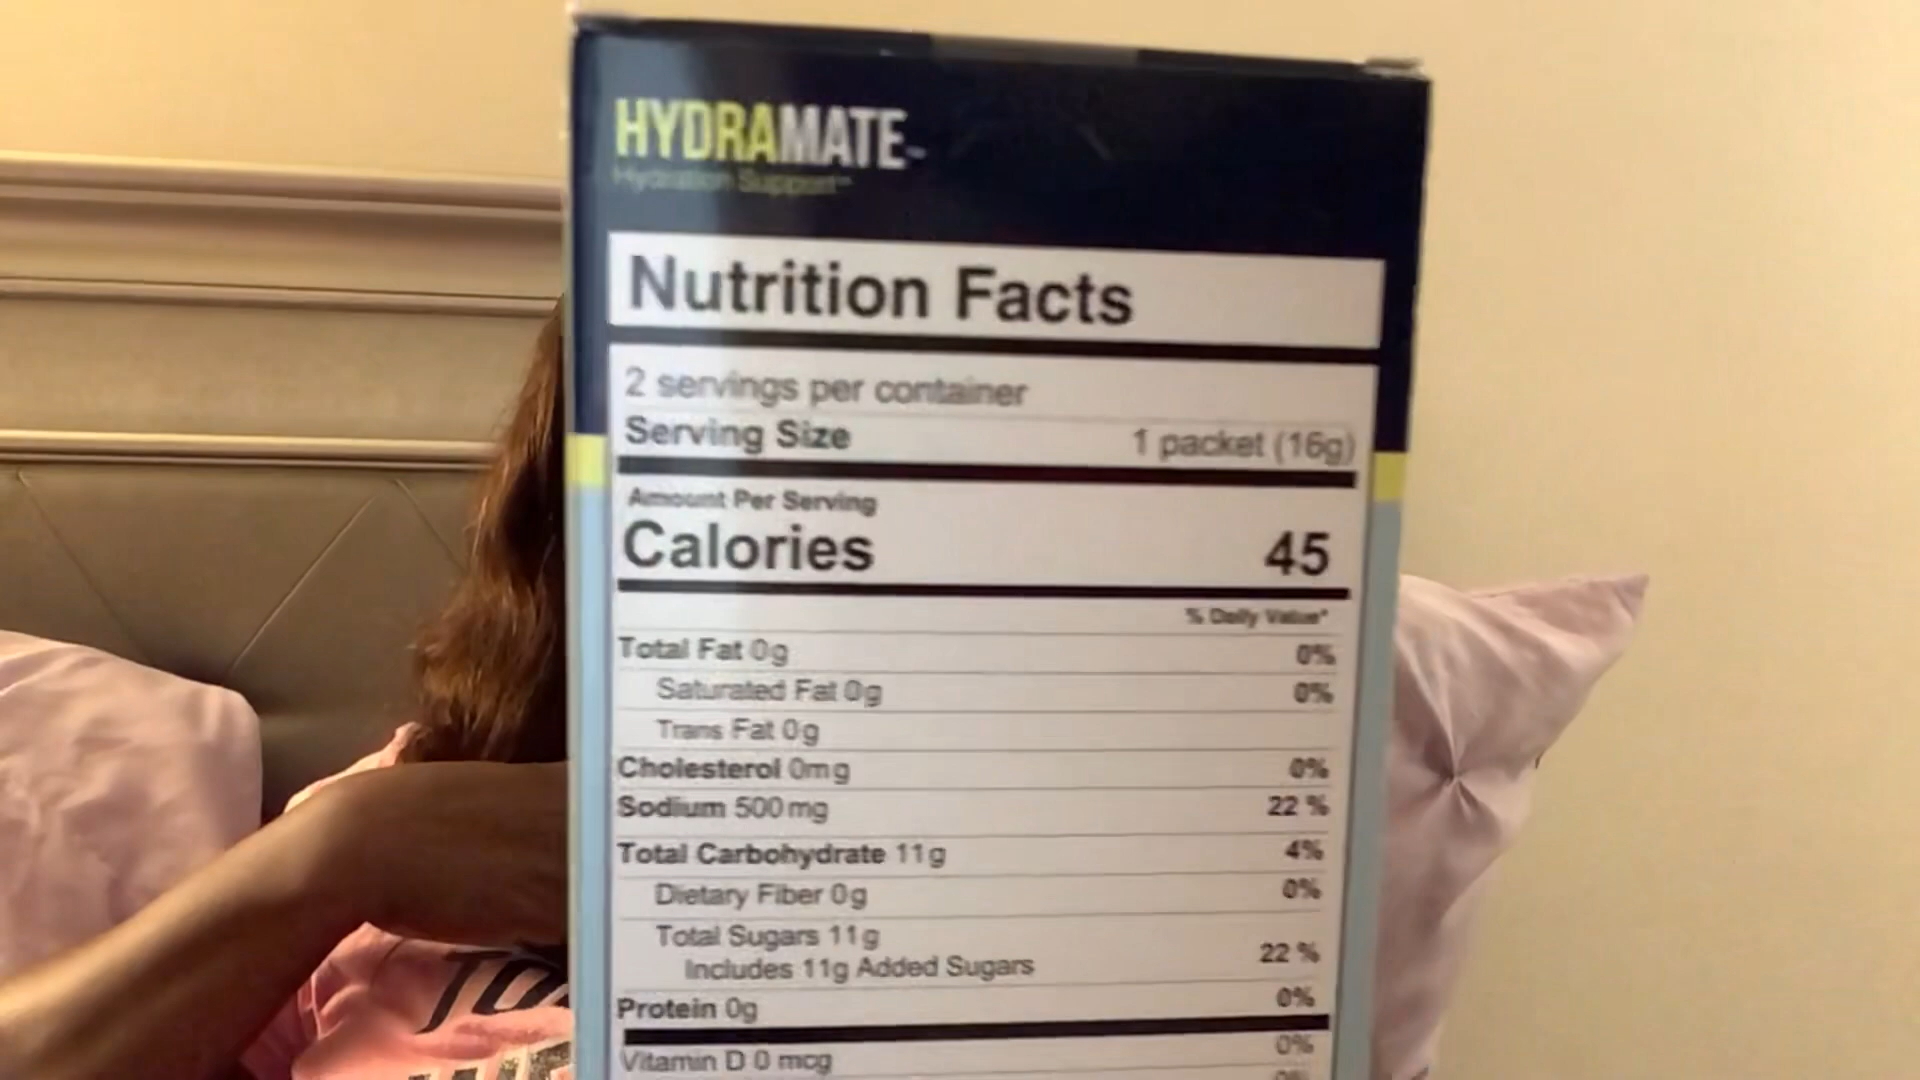 HYDRAMATE™
Hydration Support™
Nutrition Facts
2 servings per container
Serving Size 1 packet (16g)
Amount Per Serving
Calories 45
% Daily Value*
Total Fat 0g 0%
Saturated Fat 0g 0%
Trans Fat 0g
Cholesterol 0mg 0%
Sodium 500mg 22 %
Total Carbohydrate 11g 4%
Dietary Fiber 0g 0%
Total Sugars 11g
Includes 11g Added Sugars 22 %
Protein 0g 0%
Vitamin D 0 mcg 0%